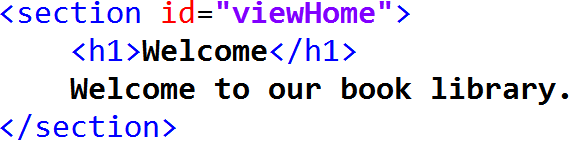 <section id="viewHome">
<h1>Welcome</h1>
Welcome to our book library.
</section>